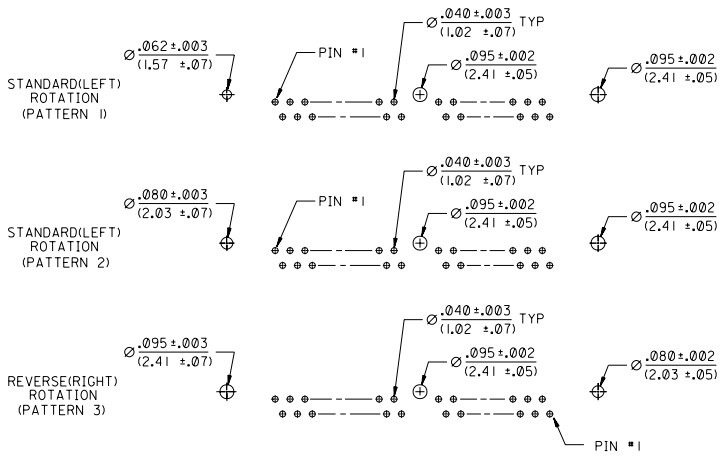 Ø .040±.003 TYP
(1.02 ±.07)
Ø .062±.003
(1.57 ±.07)
PIN #1
Ø .095±.002
(2.41 ±.05)
Ø .095±.002
(2.41 ±.05)
STANDARD(LEFT)
ROTATION
(PATTERN 1)
Ø .040±.003 TYP
(1.02 ±.07)
Ø .080±.003
(2.03 ±.07)
PIN #1
Ø .095±.002
(2.41 ±.05)
Ø .095±.002
(2.41 ±.05)
STANDARD(LEFT)
ROTATION
(PATTERN 2)
Ø .040±.003 TYP
(1.02 ±.07)
Ø .095±.003
(2.41 ±.07)
Ø .095±.002
(2.41 ±.05)
Ø .080±.002
(2.03 ±.05)
REVERSE(RIGHT)
ROTATION
(PATTERN 3)
PIN #1